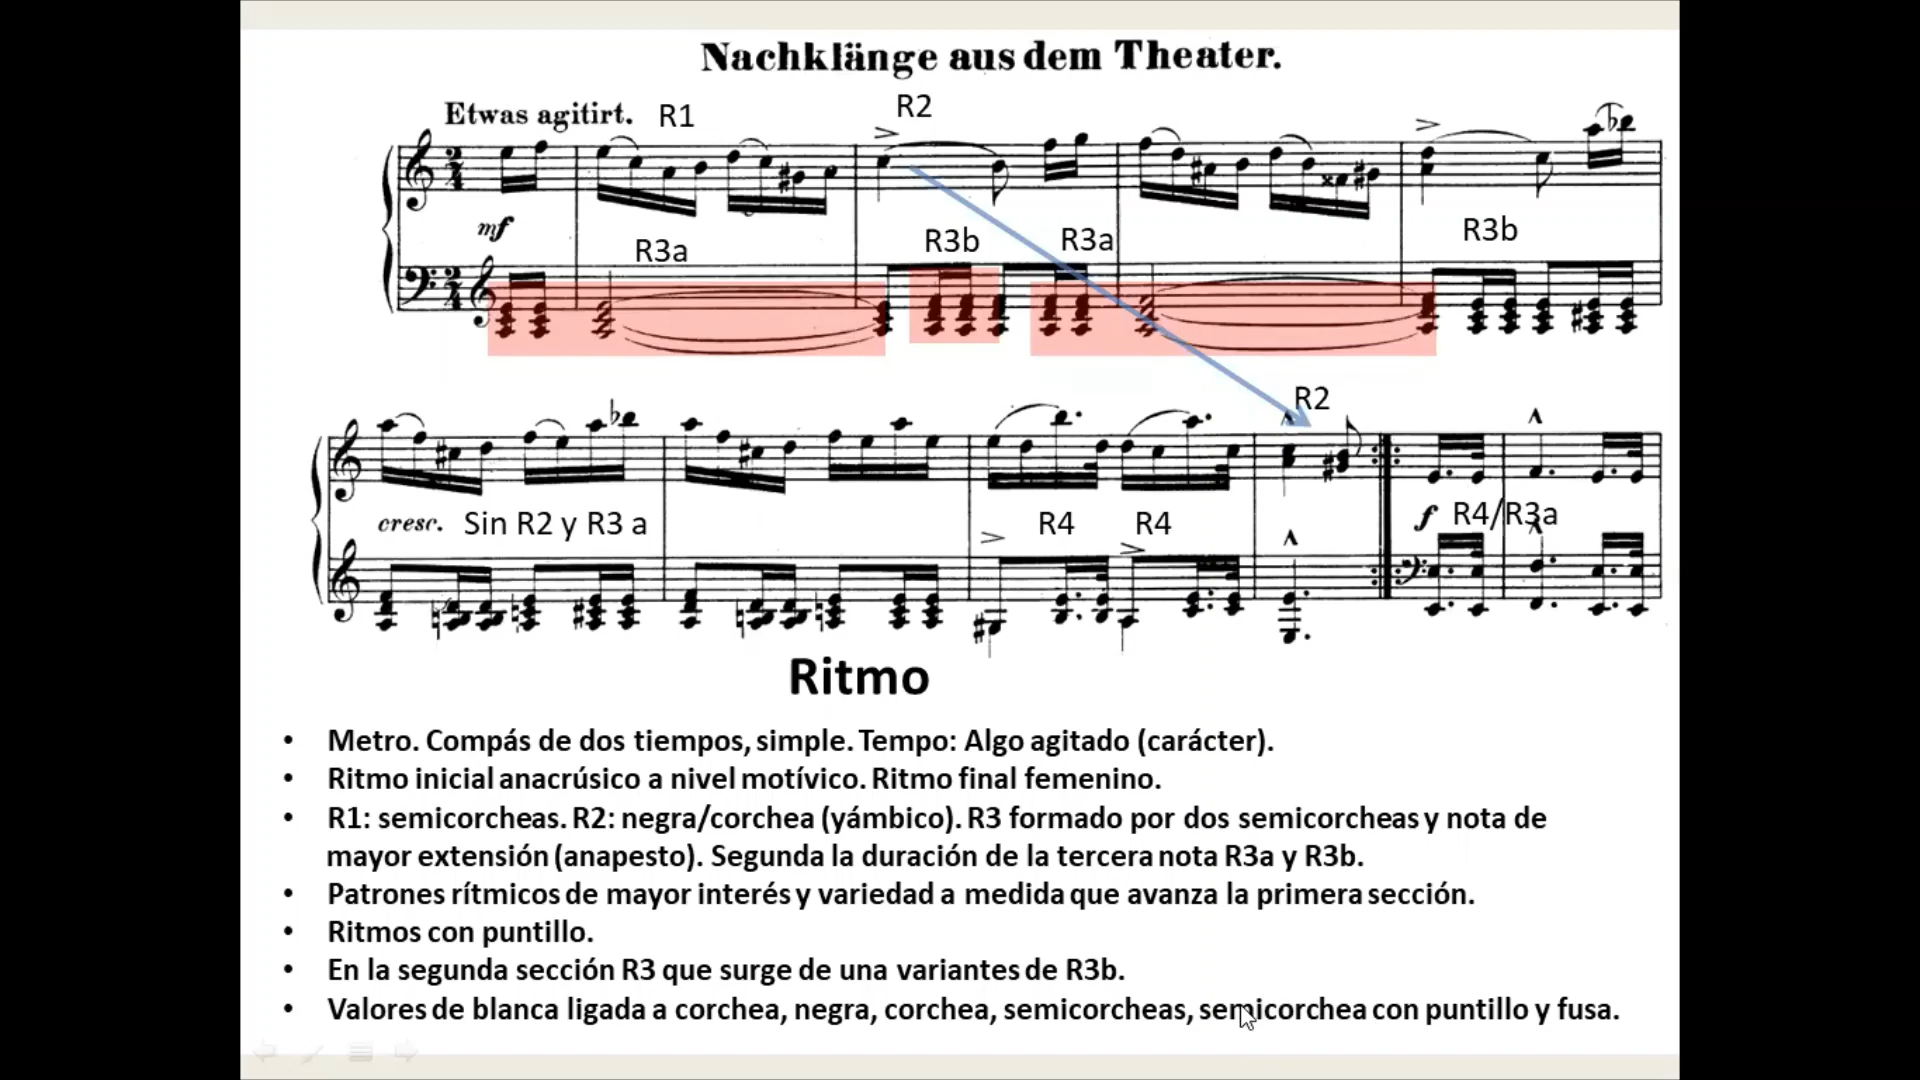 Nachklänge aus dem Theater.
Etwas agitirt.
R1
R2
mf
R3a
R3b
R3a
R3b
R2
cresc.
Sin R2 y R3 a
R4
R4
f
R4/R3a
Ritmo
• Metro. Compás de dos tiempos, simple. Tempo: Algo agitado (carácter).
• Ritmo inicial anacrúsico a nivel motívico. Ritmo final femenino.
• R1: semicorcheas. R2: negra/corchea (yámbico). R3 formado por dos semicorcheas y nota de
mayor extensión (anapesto). Segunda la duración de la tercera nota R3a y R3b.
• Patrones rítmicos de mayor interés y variedad a medida que avanza la primera sección.
• Ritmos con puntillo.
• En la segunda sección R3 que surge de una variantes de R3b.
• Valores de blanca ligada a corchea, negra, corchea, semicorcheas, semicorchea con puntillo y fusa.